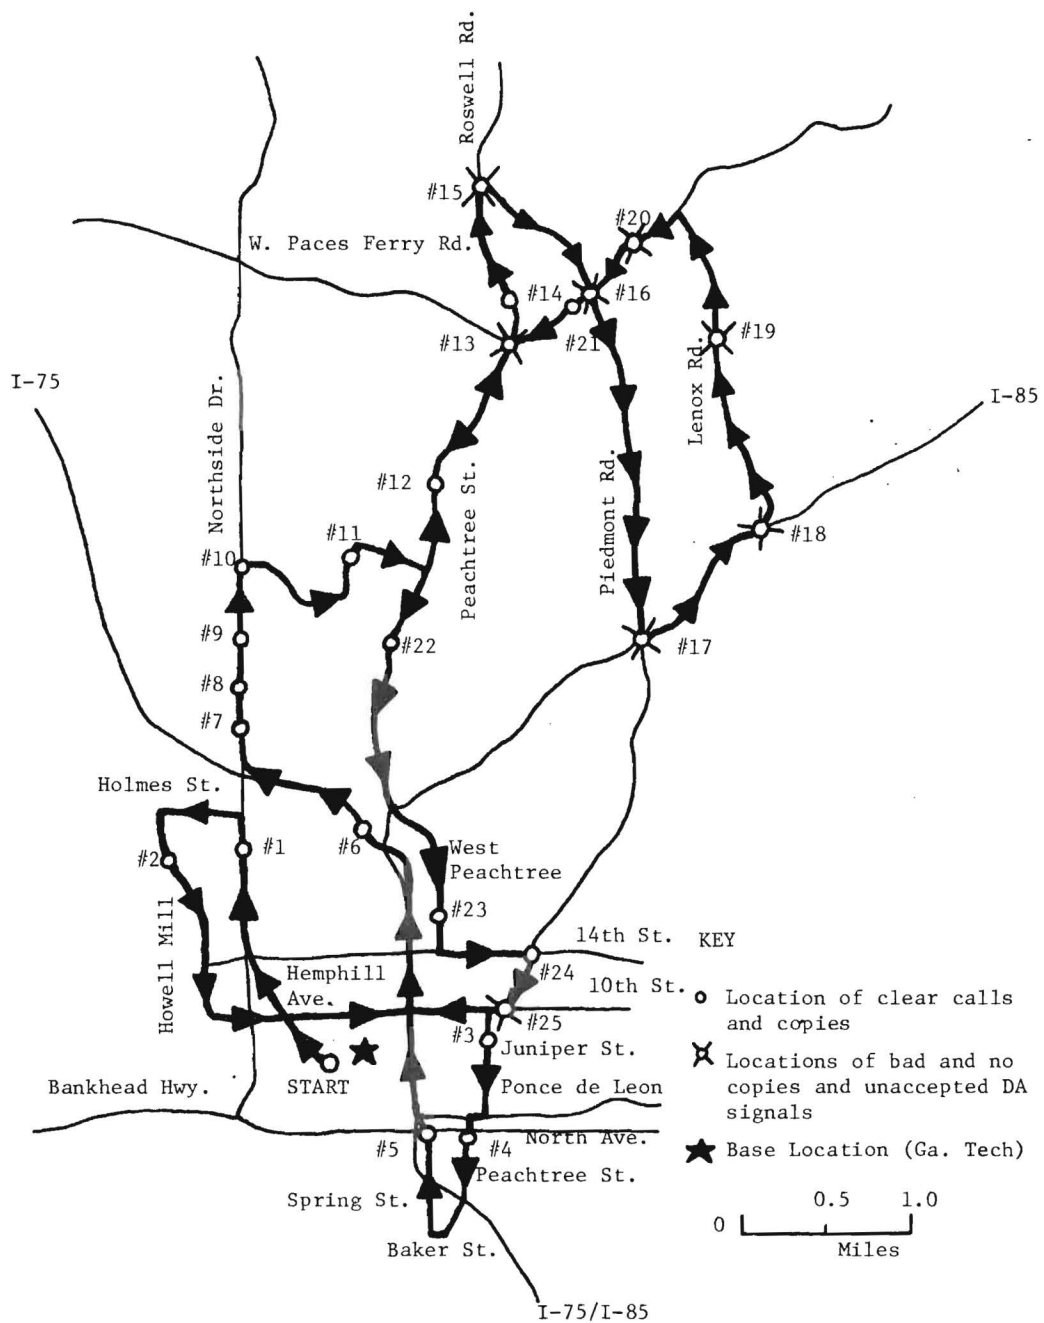 Roswell Rd.
#15
#20
W. Paces Ferry Rd.
#14
#16
#13
#21
#19
I-75
Northside Dr.
Lenox Rd.
I-85
#12
Peachtree St.
Piedmont Rd.
#11
#18
#10
#9
#22
#17
#8
#7
Holmes St.
#1
#6
#2
West
Peachtree
#23
Howell Mill
14th St.
KEY
Hemphill
Ave.
#24
10th St.
Location of clear calls
and copies
#3
#25
Juniper St.
START
Bankhead Hwy.
Ponce de Leon
Locations of bad and no
copies and unaccepted DA
signals
#5
#4
North Ave.
Base Location (Ga. Tech)
Peachtree St.
Spring St.
0.5
1.0
0
Baker St.
Miles
I-75/I-85